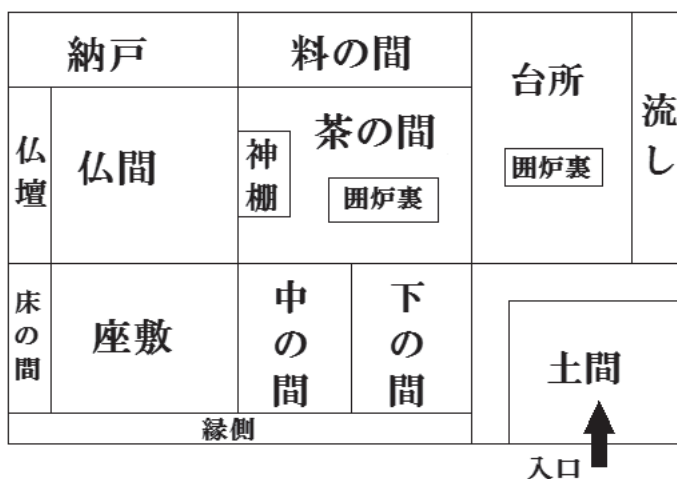 納戸
料の間
台所
流し
仏壇
仏間
神棚
茶の間
囲炉裏
囲炉裏
床の間
座敷
中の間
下の間
土間
縁側
入口